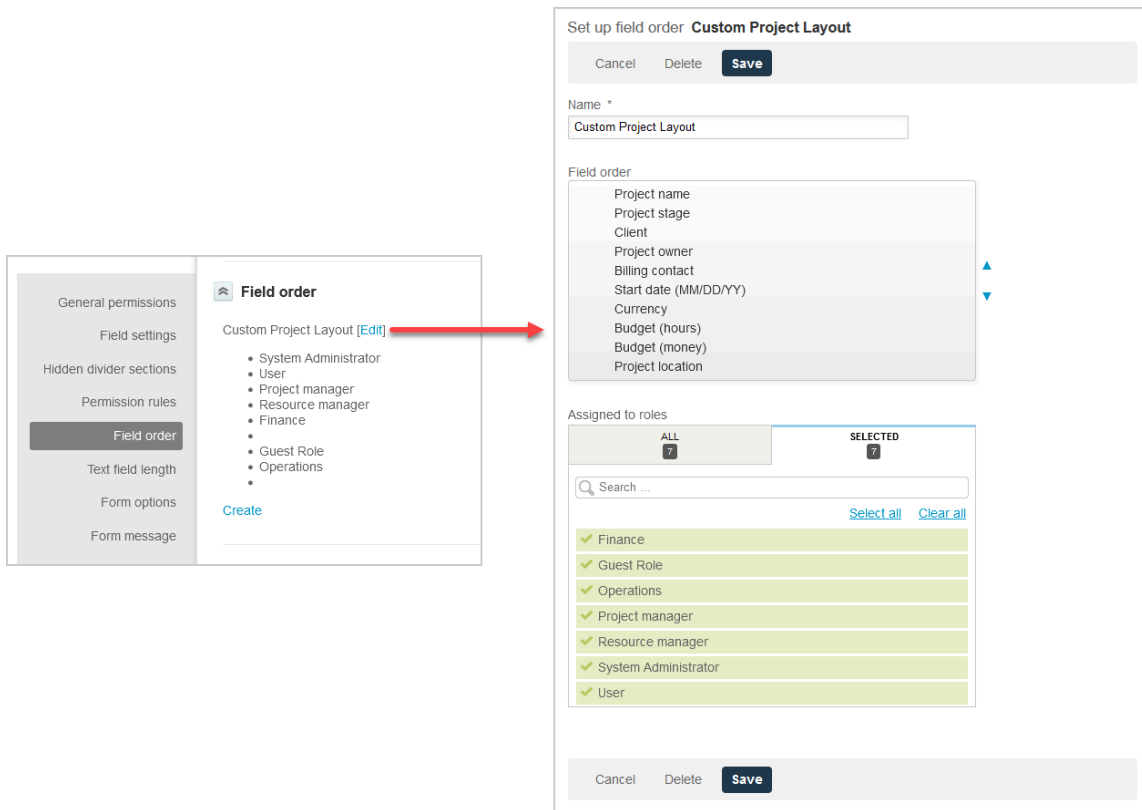 General permissions
Field settings
Hidden divider sections
Permission rules
Field order
Text field length
Form options
Form message
Field order
Custom Project Layout [Edit]
• System Administrator
• User
• Project manager
• Resource manager
• Finance
•
• Guest Role
• Operations
•
Create
Set up field order Custom Project Layout
Cancel Delete Save
Name *
Custom Project Layout
Field order
Project name
Project stage
Client
Project owner
Billing contact
Start date (MM/DD/YY)
Currency
Budget (hours)
Budget (money)
Project location
Assigned to roles
ALL SELECTED
7 7
Search ...
Select all Clear all
Finance
Guest Role
Operations
Project manager
Resource manager
System Administrator
User
Cancel Delete Save